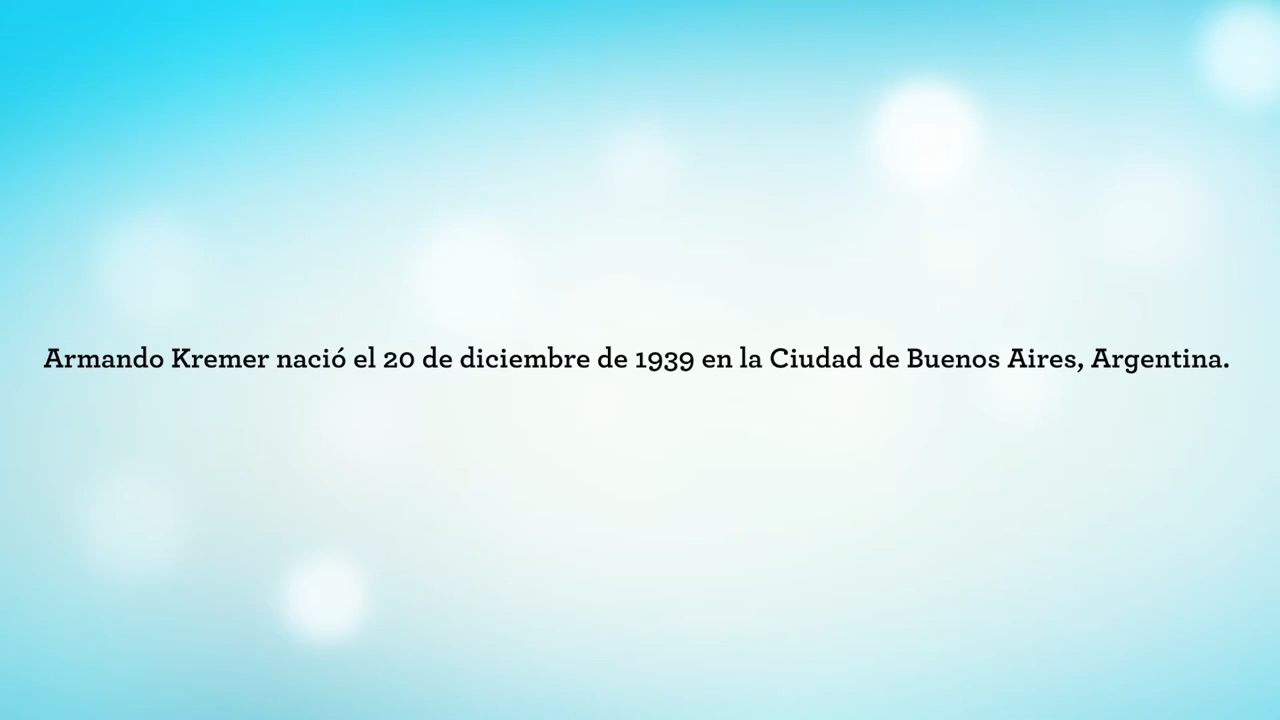 Armando Kremer nació el 20 de diciembre de 1939 en la Ciudad de Buenos Aires, Argentina.